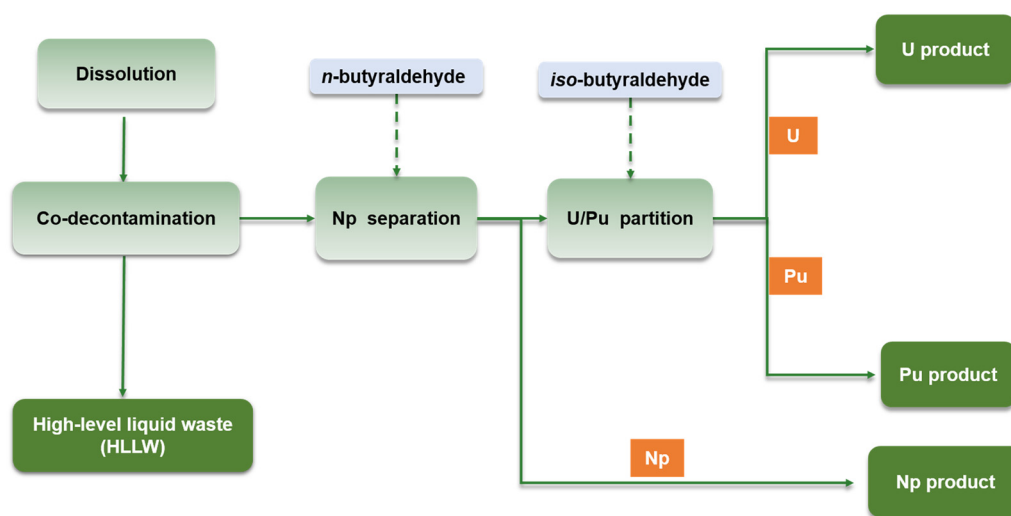 Dissolution
n-butyraldehyde
iso-butyraldehyde
U product
U
Co-decontamination
Np separation
U/Pu partition
Pu
Pu product
High-level liquid waste
(HLLW)
Np
Np product